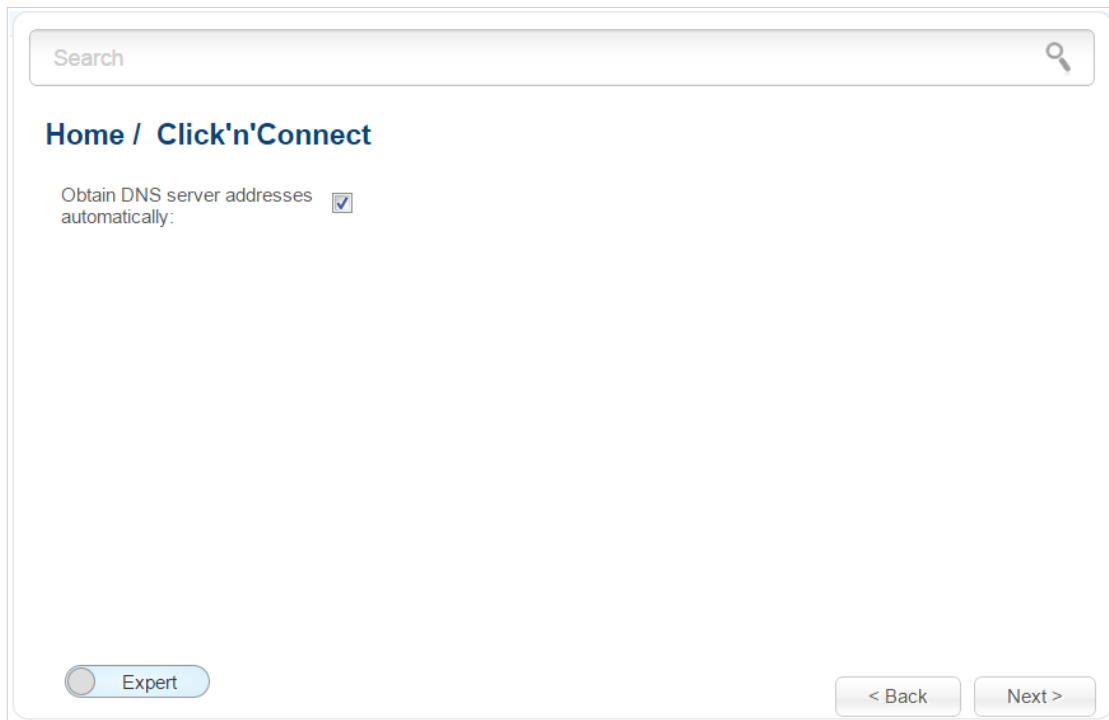 Search
Home / Click'n'Connect
Obtain DNS server addresses
automatically:
Expert
< Back
Next >